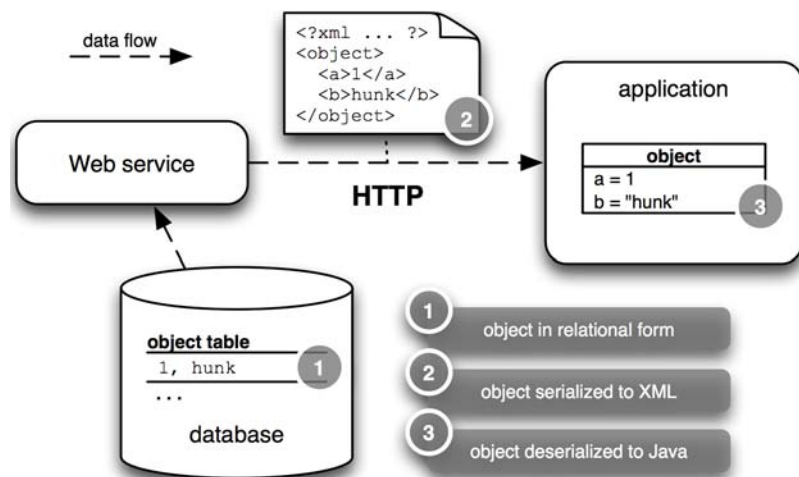 data flow
<?xml ... ?>
<object>
<a>1</a>
<b>hunk</b>
</object>
2
Web service
HTTP
application
object
a = 1
b = "hunk"
3
object table
1, hunk
1
...
database
1
object in relational form
2
object serialized to XML
3
object deserialized to Java